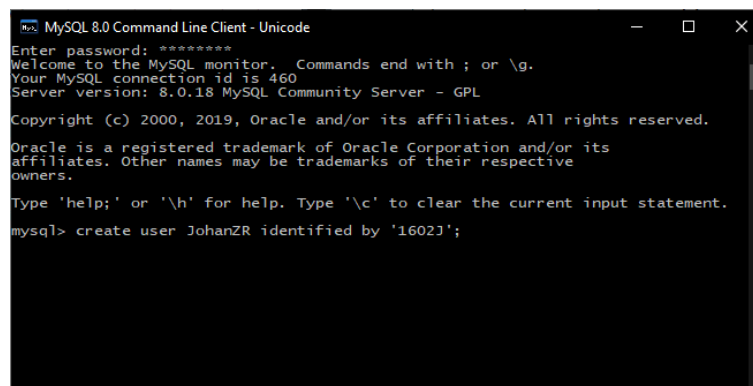 MySQL 8.0 Command Line Client - Unicode
Enter password: ********
Welcome to the MySQL monitor.  Commands end with ; or \g.
Your MySQL connection id is 460
Server version: 8.0.18 MySQL Community Server - GPL
Copyright (c) 2000, 2019, Oracle and/or its affiliates. All rights reserved.
Oracle is a registered trademark of Oracle Corporation and/or its
affiliates. Other names may be trademarks of their respective
owners.
Type 'help;' or '\h' for help. Type '\c' to clear the current input statement.
mysql> create user JohanZR identified by '1602J';